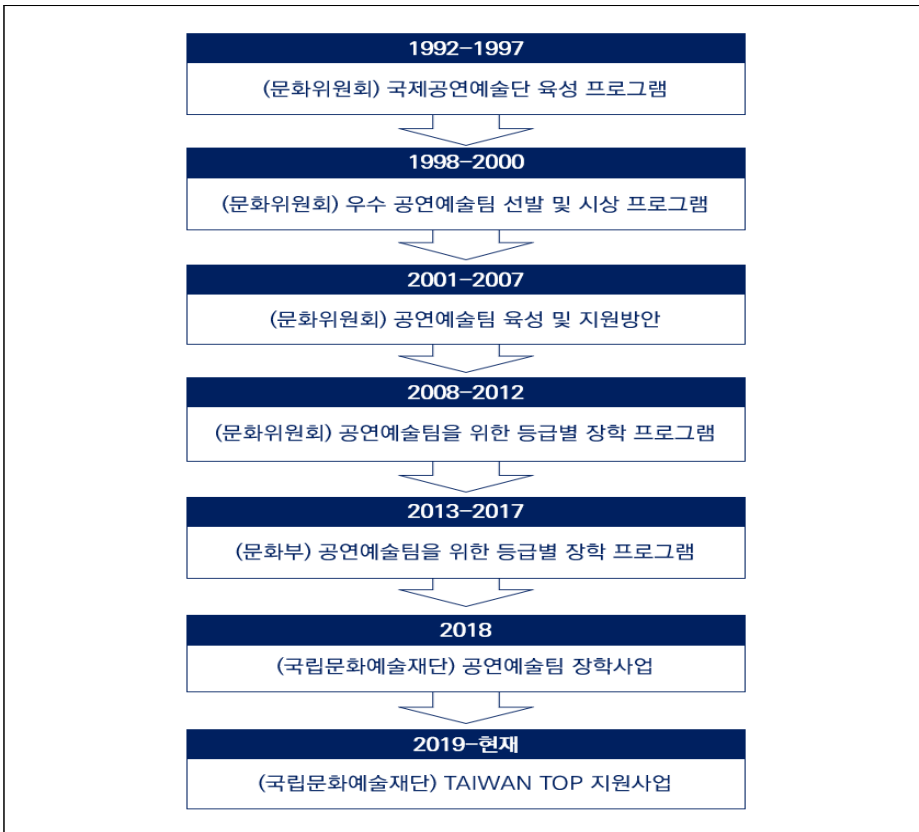 1992-1997
(문화위원회) 국제공연예술단 육성 프로그램
1998-2000
(문화위원회) 우수 공연예술팀 선발 및 시상 프로그램
2001-2007
(문화위원회) 공연예술팀 육성 및 지원방안
2008-2012
(문화위원회) 공연예술팀을 위한 등급별 장학 프로그램
2013-2017
(문화부) 공연예술팀을 위한 등급별 장학 프로그램
2018
(국립문화예술재단) 공연예술팀 장학사업
2019-현재
(국립문화예술재단) TAIWAN TOP 지원사업